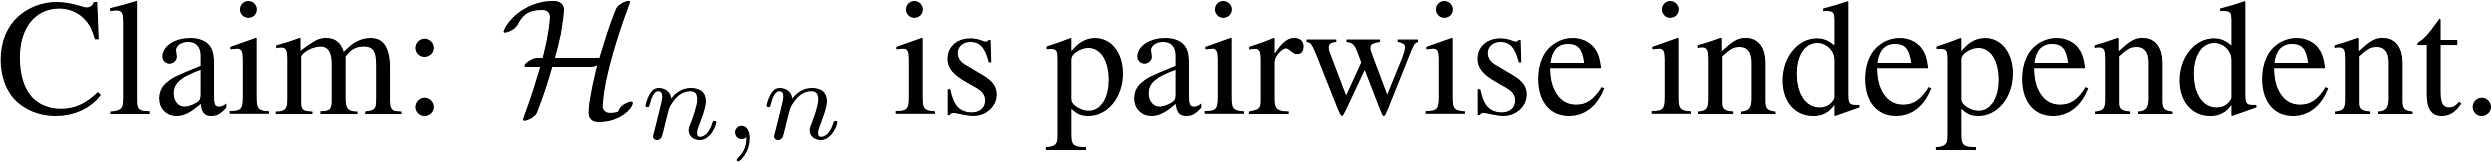 Claim: $\mathcal{H}_{n,n}$ is pairwise independent.